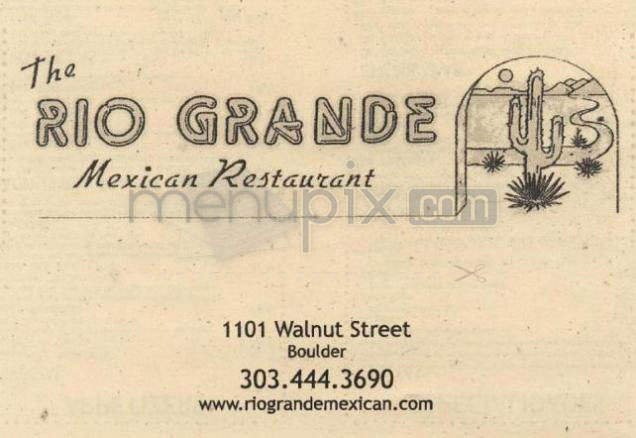 The
RIO GRANDE
Mexican Restaurant
menupix.com
1101 Walnut Street
Boulder
303.444.3690
www.riograndemexican.com